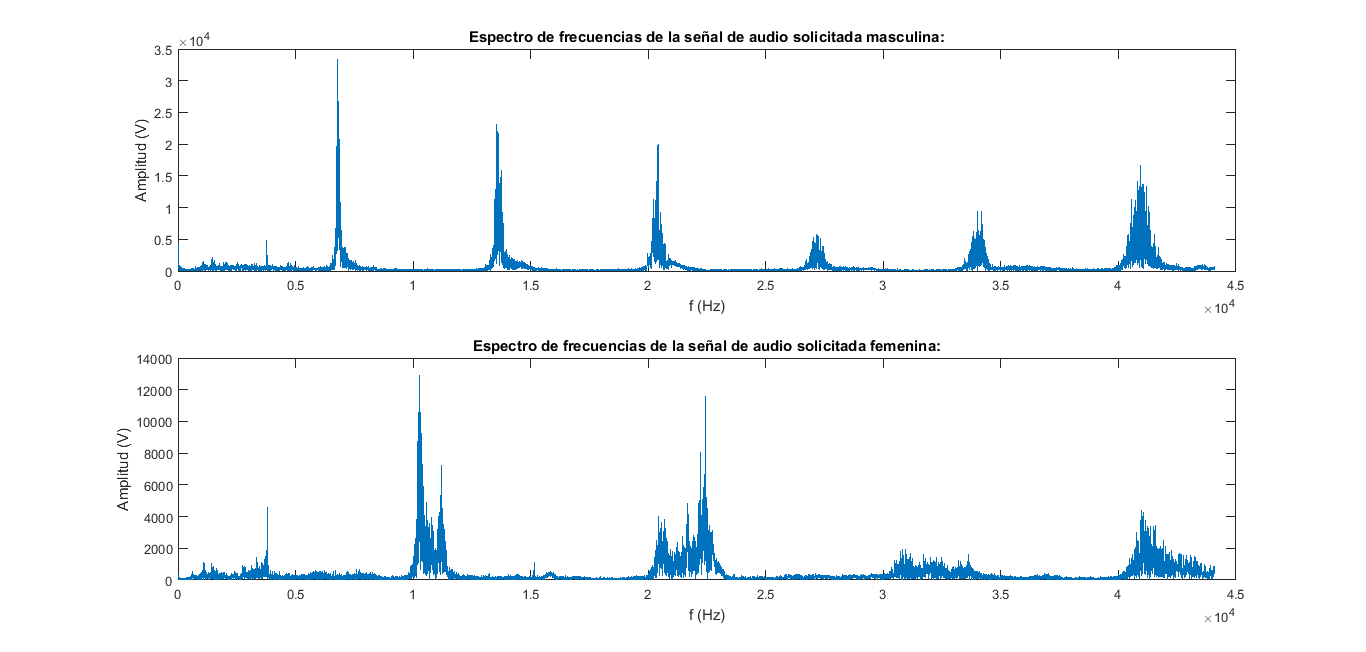 Espectro de frecuencias de la señal de audio solicitada masculina:
×10⁴
3.5
3
2.5
2
1.5
1
0.5
0
Amplitud (V)
0 0.5 1 1.5 2 2.5 3 3.5 4 4.5
f (Hz)
×10⁴
Espectro de frecuencias de la señal de audio solicitada femenina:
14000
12000
10000
8000
6000
4000
2000
0
Amplitud (V)
0 0.5 1 1.5 2 2.5 3 3.5 4 4.5
f (Hz)
×10⁴